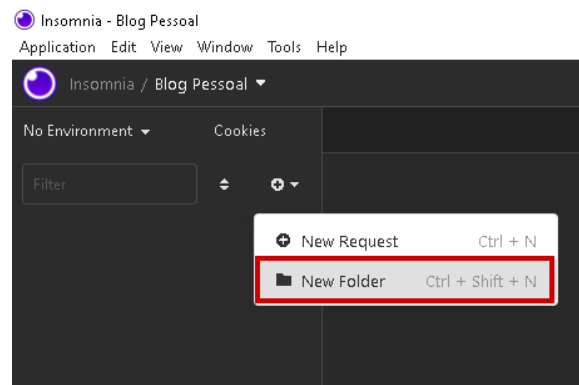 Insomnia - Blog Pessoal
Application Edit View Window Tools Help
Insomnia / Blog Pessoal
No Environment Cookies
Filter
New Request Ctrl + N
New Folder Ctrl + Shift + N